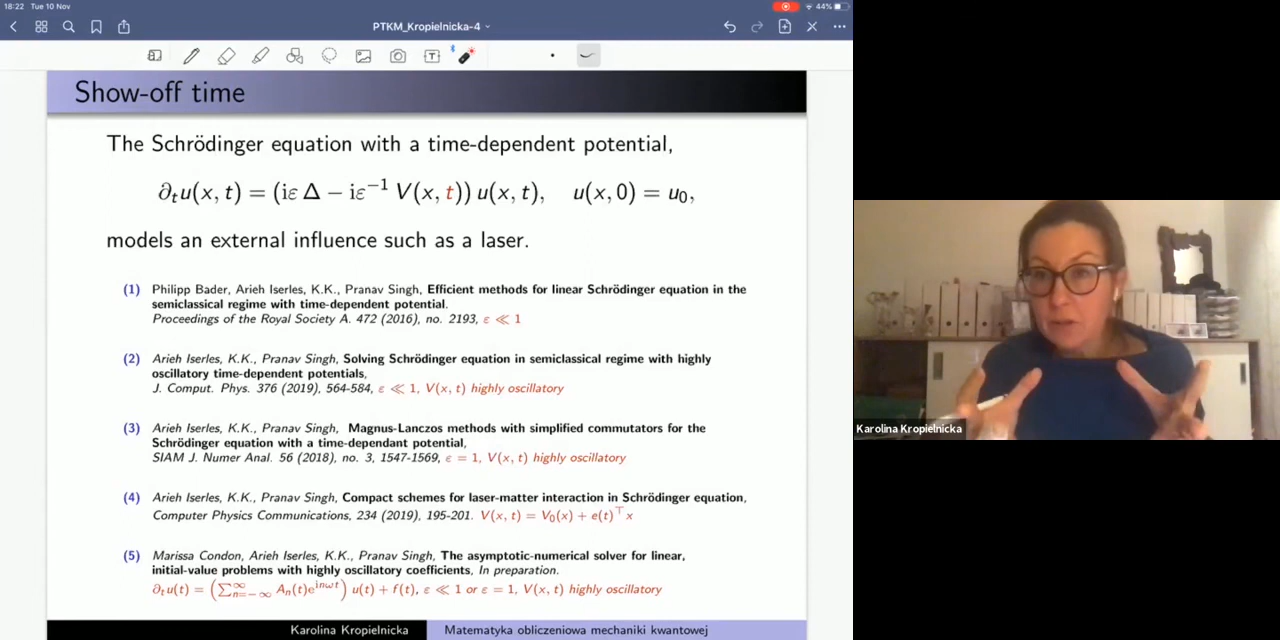 18:22 Tue 10 Nov
44%
PTKM_Kropielnicka-4
Show-off time
The Schrödinger equation with a time-dependent potential,
∂ₜu(x, t) = (iε Δ − iε⁻¹ V(x, t)) u(x, t), u(x, 0) = u₀,
models an external influence such as a laser.
(1) Philipp Bader, Arieh Iserles, K.K., Pranav Singh, Efficient methods for linear Schrödinger equation in the
semiclassical regime with time-dependent potential.
Proceedings of the Royal Society A. 472 (2016), no. 2193, ε ≪ 1
(2) Arieh Iserles, K.K., Pranav Singh, Solving Schrödinger equation in semiclassical regime with highly
oscillatory time-dependent potentials,
J. Comput. Phys. 376 (2019), 564-584, ε ≪ 1, V(x, t) highly oscillatory
(3) Arieh Iserles, K.K., Pranav Singh, Magnus-Lanczos methods with simplified commutators for the
Schrödinger equation with a time-dependant potential,
SIAM J. Numer Anal. 56 (2018), no. 3, 1547-1569, ε = 1, V(x, t) highly oscillatory
(4) Arieh Iserles, K.K., Pranav Singh, Compact schemes for laser-matter interaction in Schrödinger equation,
Computer Physics Communications, 234 (2019), 195-201. V(x, t) = V₀(x) + e(t)^⊤ x
(5) Marissa Condon, Arieh Iserles, K.K., Pranav Singh, The asymptotic-numerical solver for linear,
initial-value problems with highly oscillatory coefficients, In preparation.
∂ₜu(t) = (∑_{n=−∞}^{∞} Aₙ(t)e^{inωt}) u(t) + f(t), ε ≪ 1 or ε = 1, V(x, t) highly oscillatory
Karolina Kropielnicka
Matematyka obliczeniowa mechaniki kwantowej
Karolina Kropielnicka